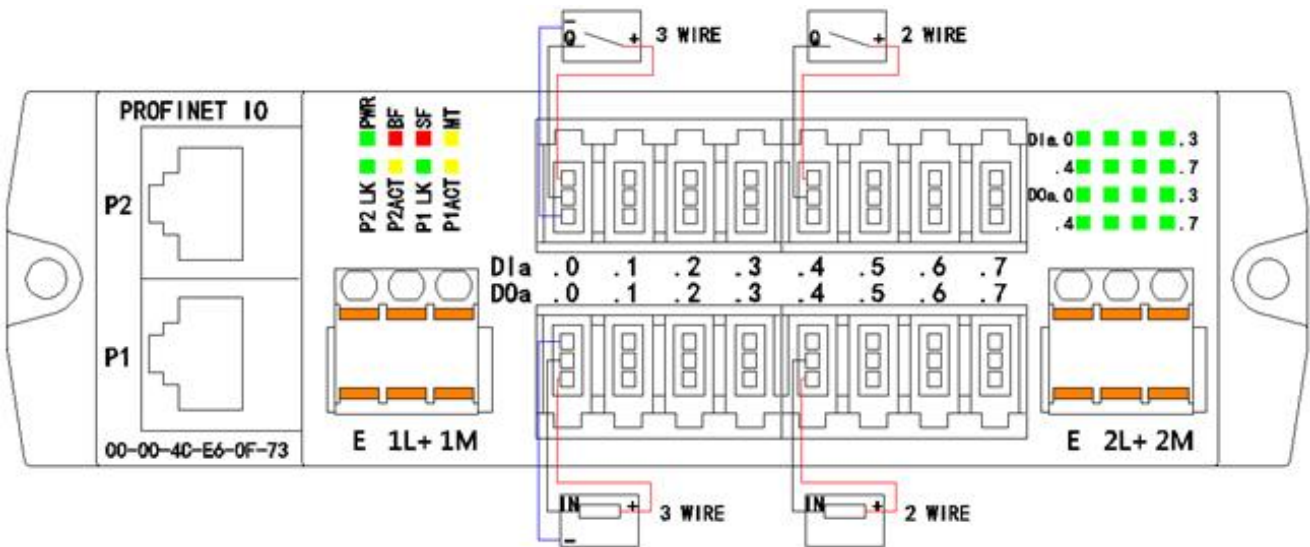 - Q + 3 WIRE
Q + 2 WIRE
PROFINET IO
PWR
BF
SF
MT
P2 LK
P2ACT
P1 LK
P1ACT
DIa.0 .3
.4 .7
DOa.0 .3
.4 .7
P2
P1
DIa .0 .1 .2 .3 .4 .5 .6 .7
DOa .0 .1 .2 .3 .4 .5 .6 .7
E 1L+ 1M
E 2L+ 2M
00-00-4C-E6-0F-73
IN + - 3 WIRE
IN + 2 WIRE